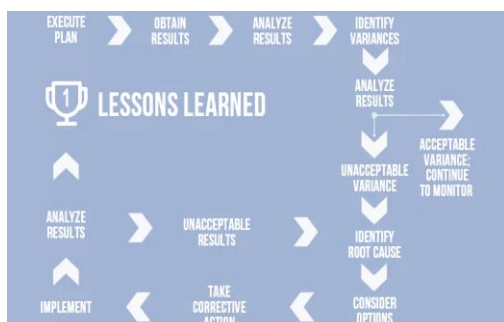 EXECUTE
PLAN
OBTAIN
RESULTS
ANALYZE
RESULTS
IDENTIFY
VARIANCES
ANALYZE
RESULTS
1 LESSONS LEARNED
ACCEPTABLE
VARIANCE;
CONTINUE
TO MONITOR
UNACCEPTABLE
VARIANCE
ANALYZE
RESULTS
UNACCEPTABLE
RESULTS
IDENTIFY
ROOT CAUSE
IMPLEMENT
TAKE
CORRECTIVE
ACTION
CONSIDER
OPTIONS